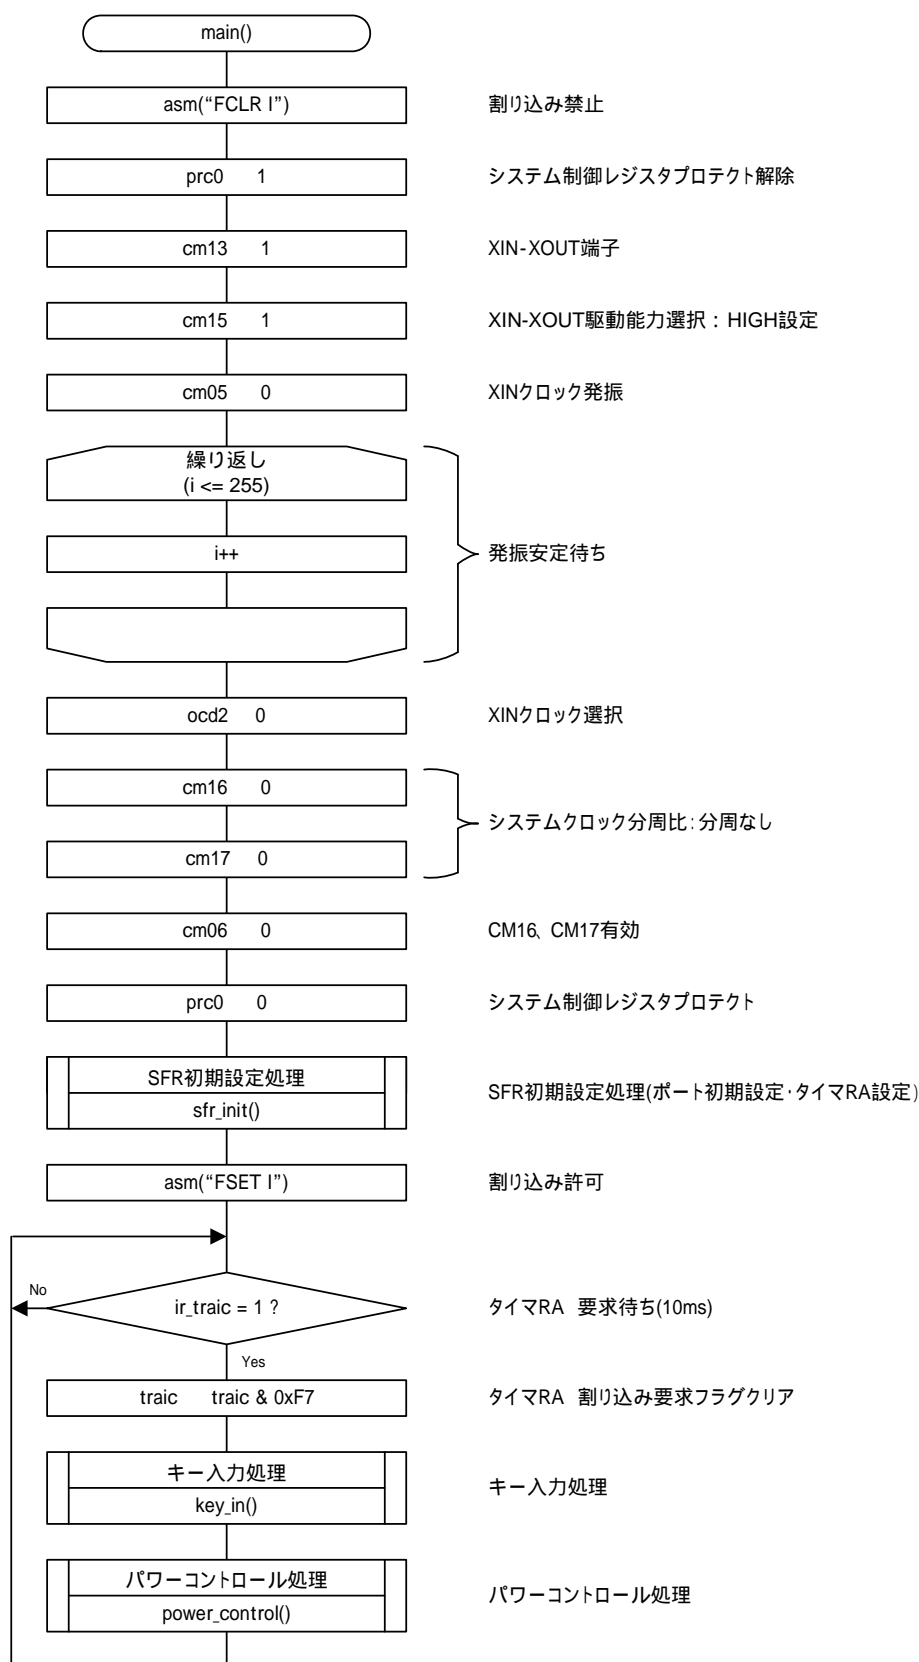 main()
asm(“FCLR I”) 割り込み禁止
prc0 1 システム制御レジスタプロテクト解除
cm13 1 XIN-XOUT端子
cm15 1 XIN-XOUT駆動能力選択：HIGH設定
cm05 0 XINクロック発振
繰り返し
(i <= 255)
i++ 発振安定待ち
ocd2 0 XINクロック選択
cm16 0
システムクロック分周比:分周なし
cm17 0
cm06 0 CM16、CM17有効
prc0 0 システム制御レジスタプロテクト
SFR初期設定処理
sfr_init()
SFR初期設定処理(ポート初期設定・タイマRA設定)
asm(“FSET I”) 割り込み許可
No
ir_traic = 1 ? タイマRA 要求待ち(10ms)
Yes
traic traic & 0xF7 タイマRA 割り込み要求フラグクリア
キー入力処理
key_in()
キー入力処理
パワーコントロール処理
power_control()
パワーコントロール処理